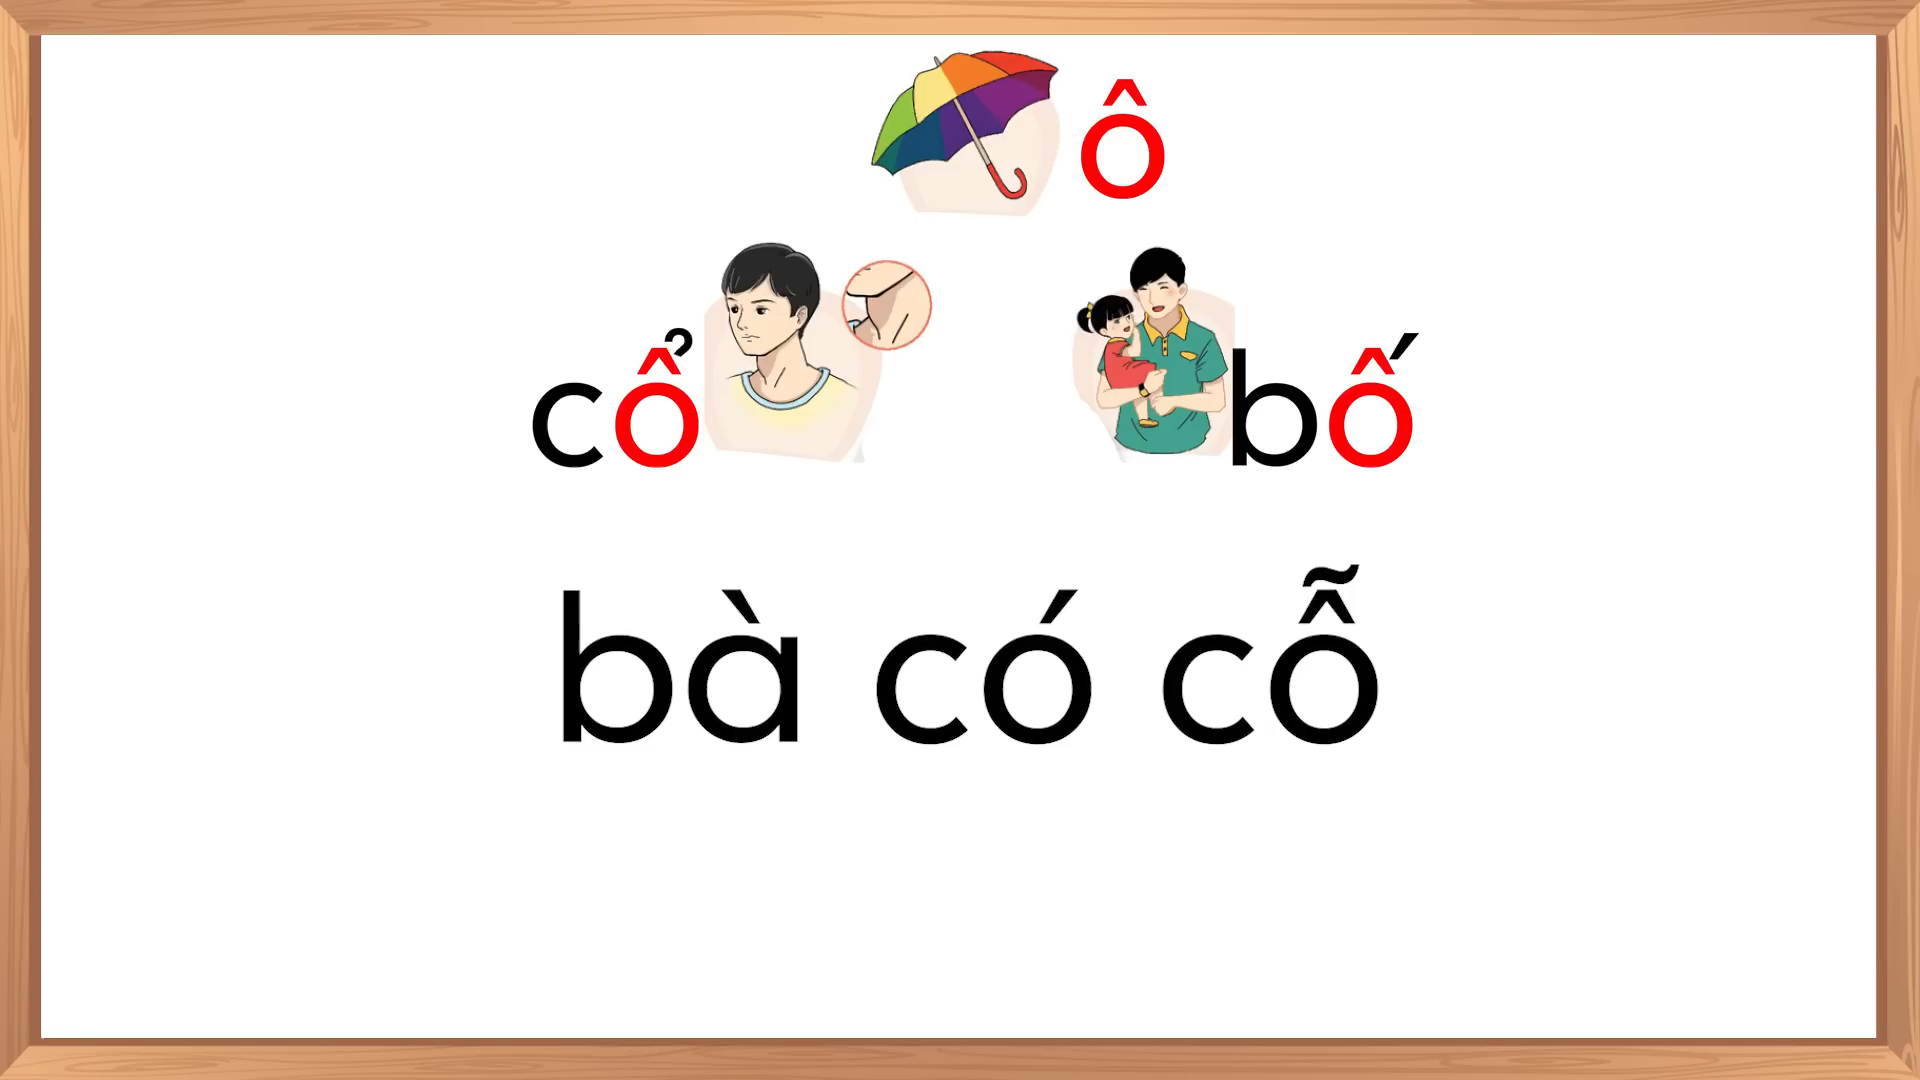 ô
cổ bố
bà có cỗ